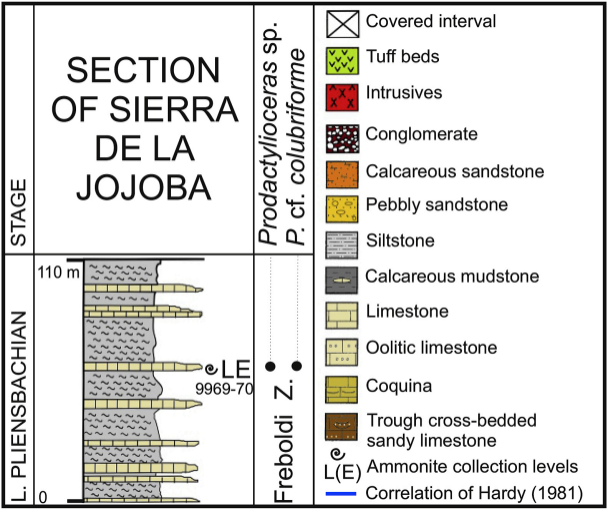 STAGE
SECTION
OF SIERRA
DE LA
JOJOBA
Prodactylioceras sp.
P. cf. colubriforme
L. PLIENSBACHIAN
110 m
LE
9969-70
0
Freboldi Z.
Covered interval
Tuff beds
Intrusives
Conglomerate
Calcareous sandstone
Pebbly sandstone
Siltstone
Calcareous mudstone
Limestone
Oolitic limestone
Coquina
Trough cross-bedded
sandy limestone
L(E) Ammonite collection levels
Correlation of Hardy (1981)